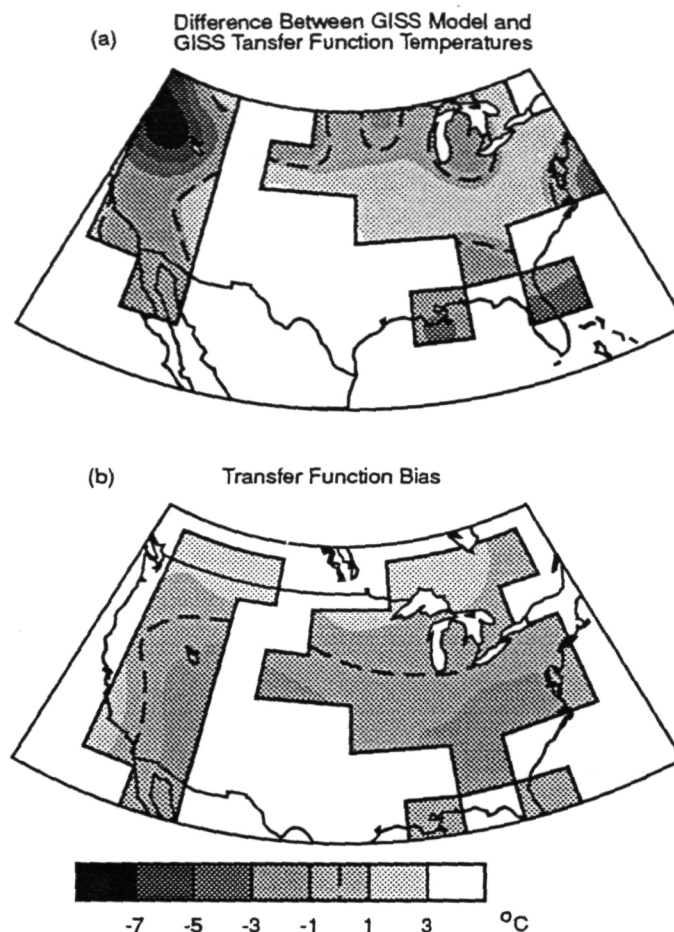 (a)
Difference Between GISS Model and
GISS Tansfer Function Temperatures
(b)
Transfer Function Bias
-7 -5 -3 -1 1 3 °C